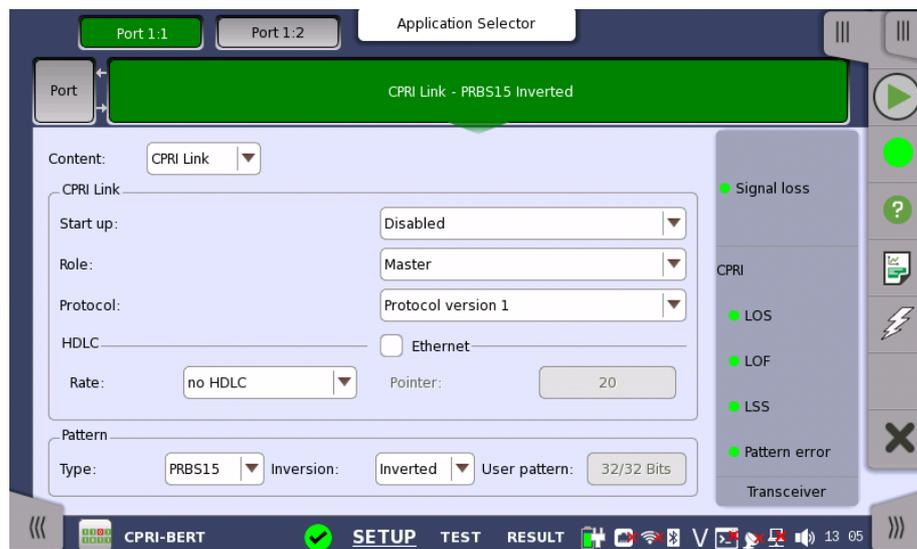 Port 1:1 Port 1:2 Application Selector
Port CPRI Link - PRBS15 Inverted
Content: CPRI Link
CPRI Link
Start up: Disabled
Role: Master
Protocol: Protocol version 1
HDLC Ethernet
Rate: no HDLC Pointer: 20
Pattern
Type: PRBS15 Inversion: Inverted User pattern: 32/32 Bits
Signal loss
CPRI
LOS
LOF
LSS
Pattern error
Transceiver
CPRI-BERT SETUP TEST RESULT 13 05